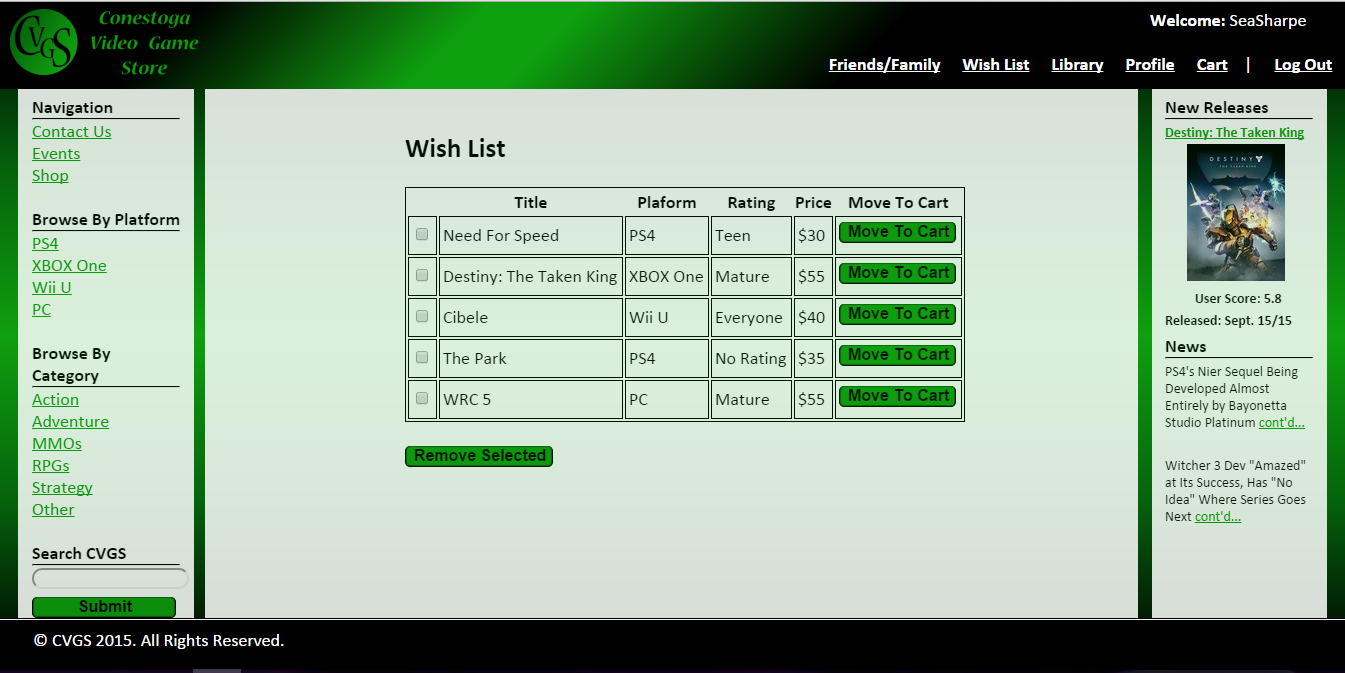 CVGS
Conestoga
Video Game
Store
Welcome: SeaSharpe
Friends/Family Wish List Library Profile Cart | Log Out
Navigation
Contact Us
Events
Shop
Browse By Platform
PS4
XBOX One
Wii U
PC
Browse By
Category
Action
Adventure
MMOs
RPGs
Strategy
Other
Search CVGS
Submit
Wish List
Title Plaform Rating Price Move To Cart
Need For Speed PS4 Teen $30 Move To Cart
Destiny: The Taken King XBOX One Mature $55 Move To Cart
Cibele Wii U Everyone $40 Move To Cart
The Park PS4 No Rating $35 Move To Cart
WRC 5 PC Mature $55 Move To Cart
Remove Selected
New Releases
Destiny: The Taken King
DESTINY
THE TAKEN KING
User Score: 5.8
Released: Sept. 15/15
News
PS4's Nier Sequel Being
Developed Almost
Entirely by Bayonetta
Studio Platinum cont'd...
Witcher 3 Dev "Amazed"
at Its Success, Has "No
Idea" Where Series Goes
Next cont'd...
© CVGS 2015. All Rights Reserved.